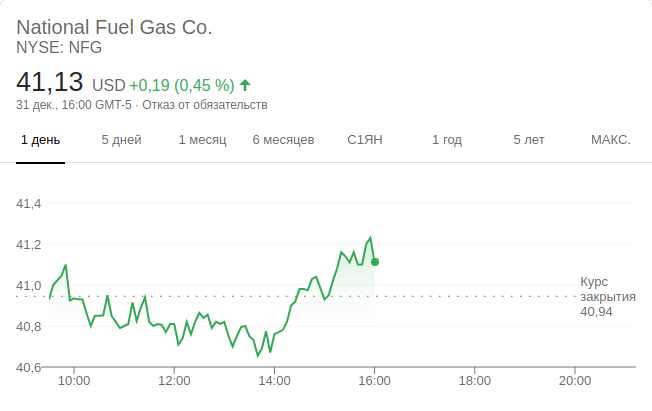 National Fuel Gas Co.
NYSE: NFG
41,13 USD +0,19 (0,45 %)
31 дек., 16:00 GMT-5 · Отказ от обязательств
1 день 5 дней 1 месяц 6 месяцев С1ЯН 1 год 5 лет МАКС.
41,4
41,2
41,0
40,8
40,6
Курс
закрытия
40,94
10:00 12:00 14:00 16:00 18:00 20:00